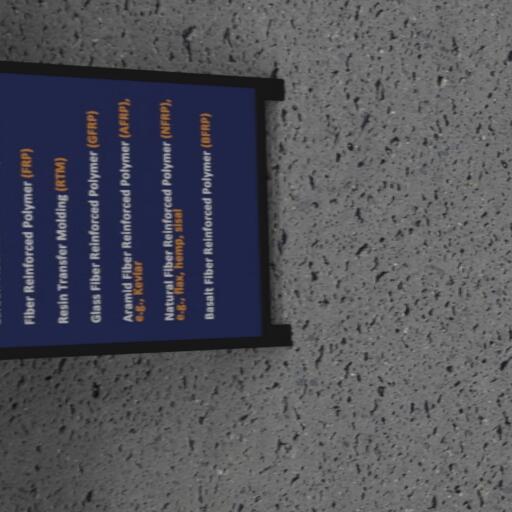 Fiber Reinforced Polymer (FRP)
Resin Transfer Molding (RTM)
Glass Fiber Reinforced Polymer (GFRP)
Aramid Fiber Reinforced Polymer (AFRP),
e.g., Kevlar
Natural Fiber Reinforced Polymer (NFRP),
e.g., flax, hemp, sisal
Basalt Fiber Reinforced Polymer (BFRP)